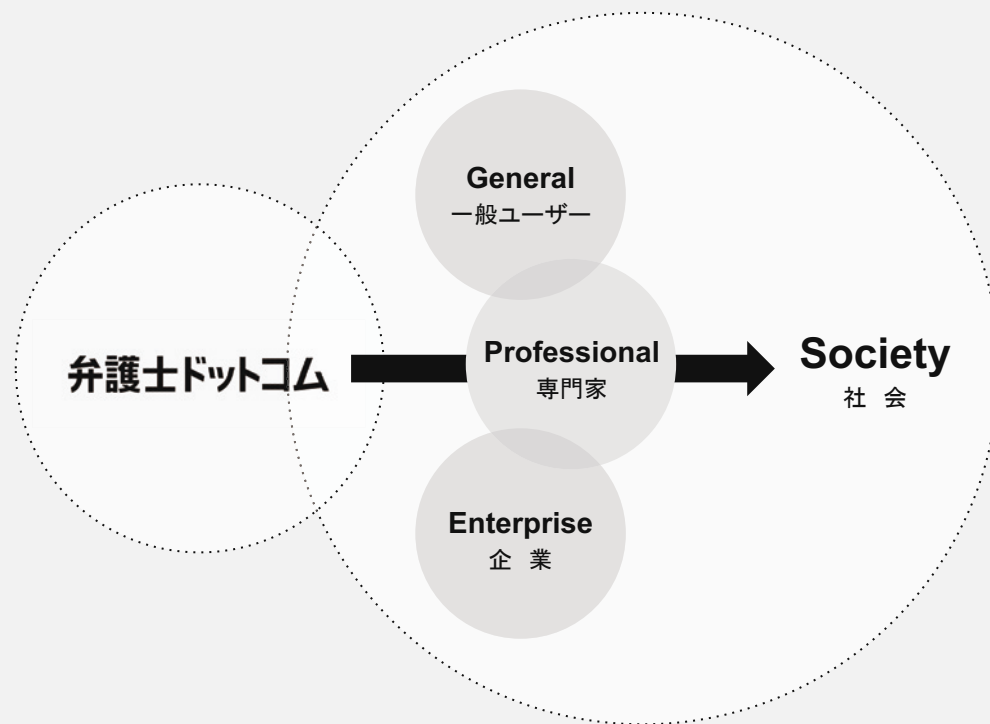 General
一般ユーザー
弁護士ドットコム
Professional
専門家
Society
社 会
Enterprise
企 業